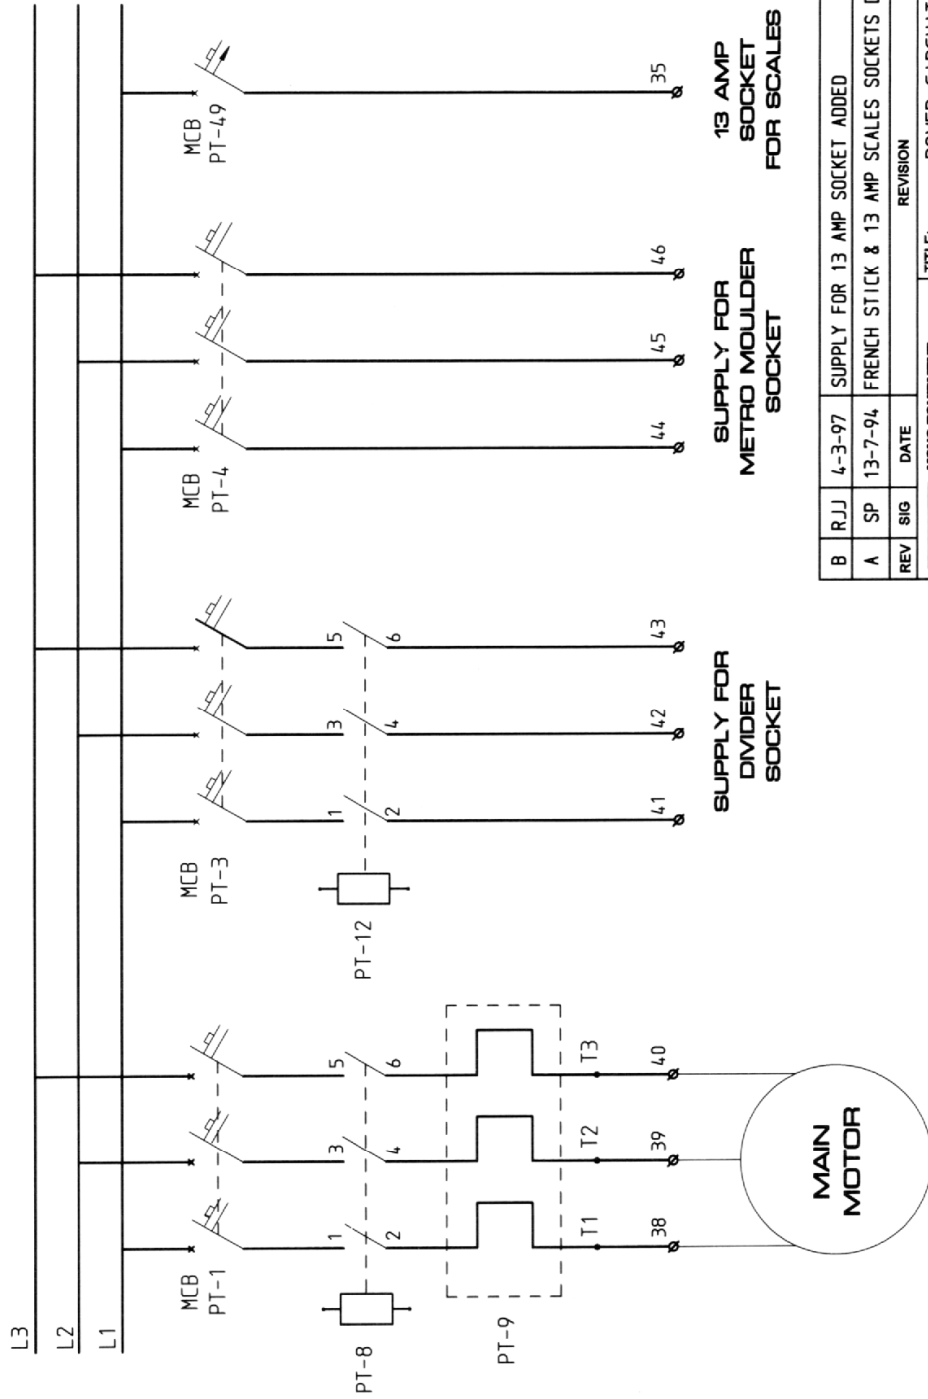 L3
L2
L1
MCB
PT-1
1
3
5
2
4
6
PT-8
PT-9
T1
T2
T3
38
39
40
MAIN
MOTOR
MCB
PT-3
1
3
5
2
4
6
PT-12
41
42
43
SUPPLY FOR
DIVIDER
SOCKET
MCB
PT-4
44
45
46
SUPPLY FOR
METRO MOULDER
SOCKET
MCB
PT-49
35
13 AMP
SOCKET
FOR SCALES
B RJJ 4-3-97 SUPPLY FOR 13 AMP SOCKET ADDED
A SP 13-7-94 FRENCH STICK & 13 AMP SCALES SOCKETS
REV SIG DATE REVISION
TITLE: